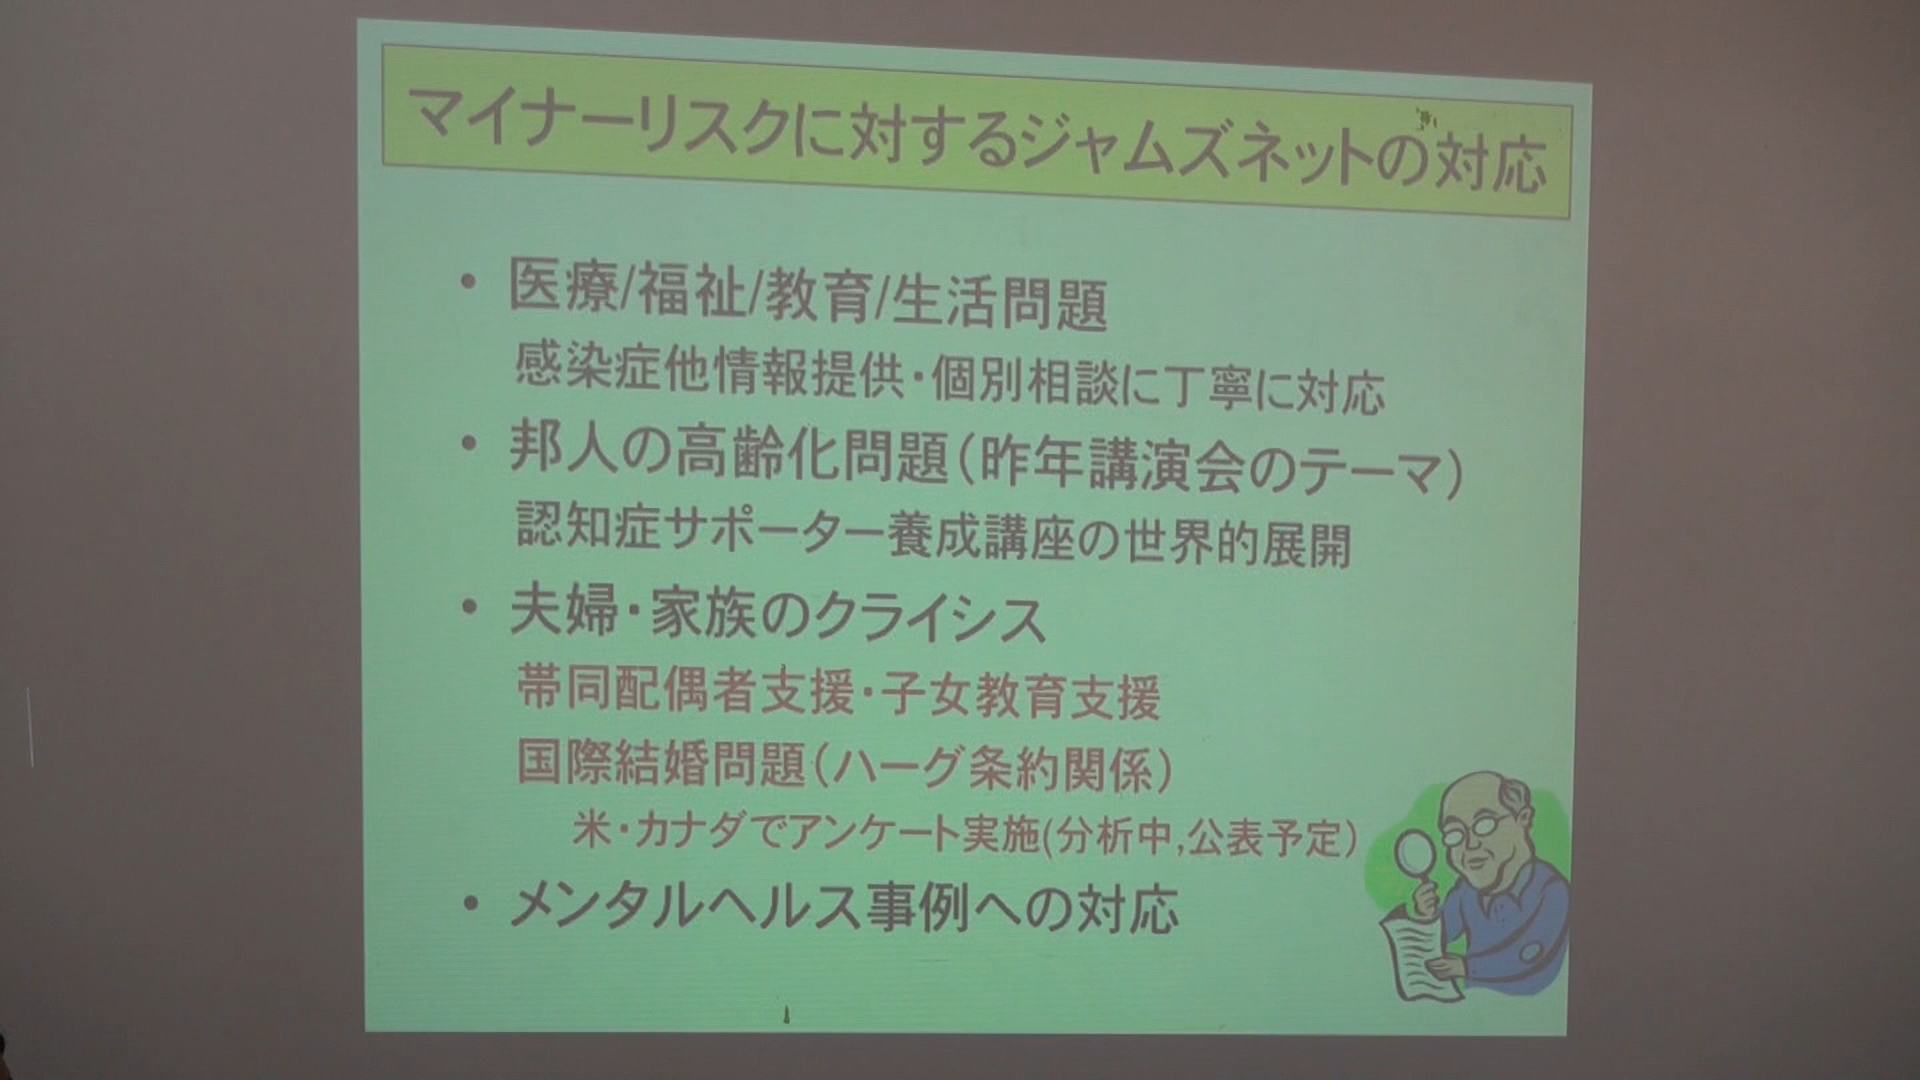 マイナーリスクに対するジャムズネットの対応
• 医療/福祉/教育/生活問題
感染症他情報提供・個別相談に丁寧に対応
• 邦人の高齢化問題（昨年講演会のテーマ）
認知症サポーター養成講座の世界的展開
• 夫婦・家族のクライシス
帯同配偶者支援・子女教育支援
国際結婚問題（ハーグ条約関係）
米・カナダでアンケート実施(分析中,公表予定）
• メンタルヘルス事例への対応